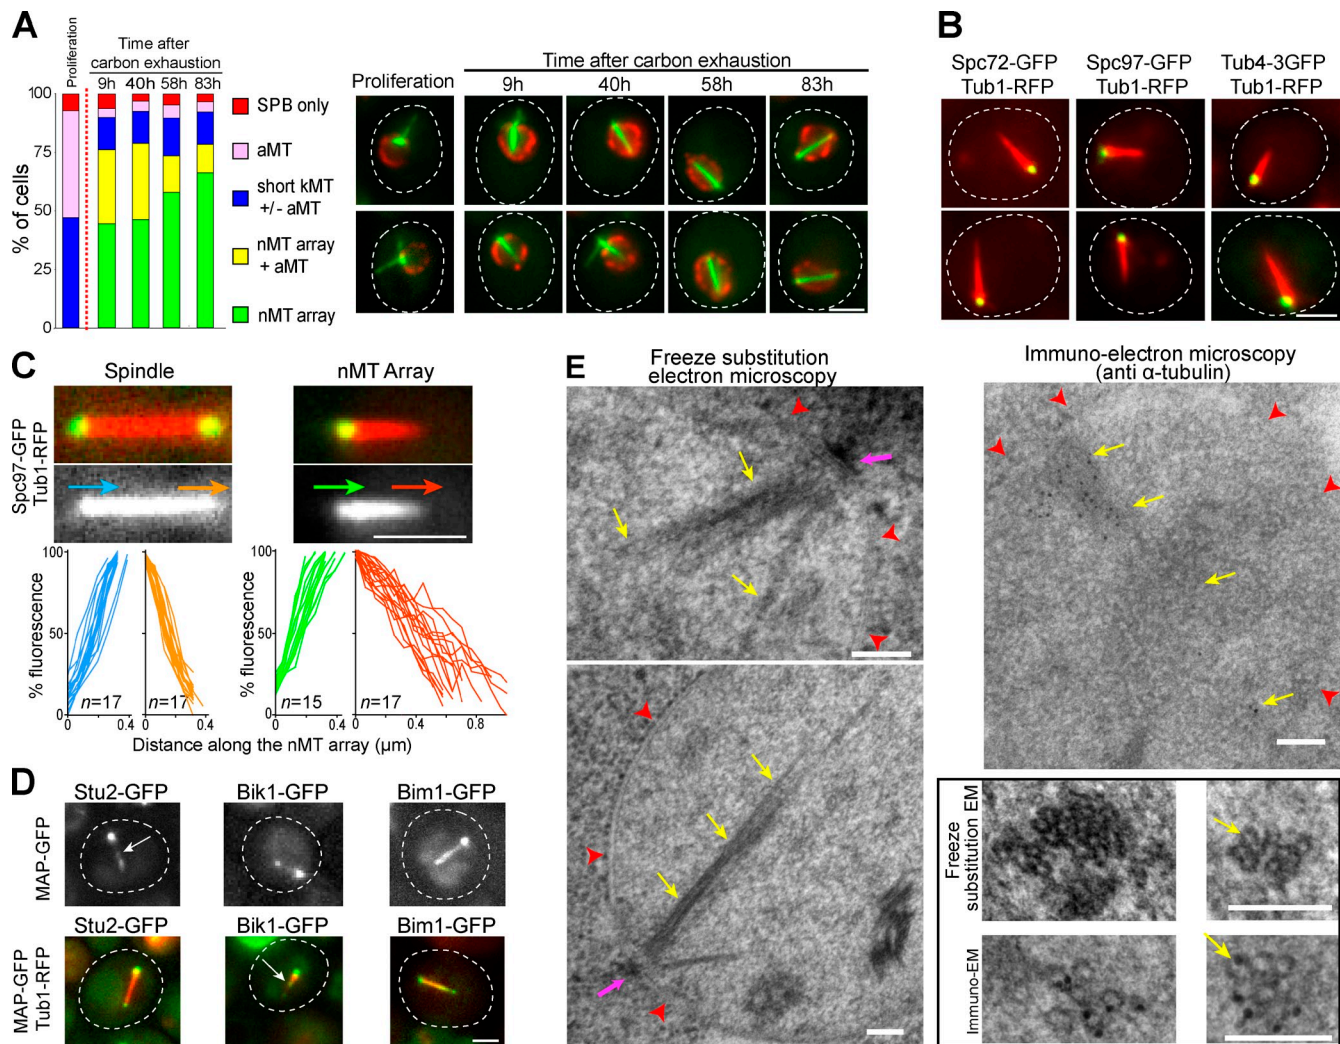 A
Proliferation
Time after
carbon exhaustion
9h 40h 58h 83h
% of cells
100
75
50
25
0
SPB only
aMT
short kMT
+/- aMT
nMT array
+ aMT
nMT array
Time after carbon exhaustion
Proliferation
9h 40h 58h 83h
B
Spc72-GFP Spc97-GFP Tub4-3GFP
Tub1-RFP Tub1-RFP Tub1-RFP
C
Spindle nMT Array
Spc97-GFP
Tub1-RFP
% fluorescence
100
50
0
n=17 n=17
0 0.4 0.4
% fluorescence
100
50
0
n=15 n=17
0 0.4 0 0.4 0.8
Distance along the nMT array (µm)
D
Stu2-GFP Bik1-GFP Bim1-GFP
MAP-GFP
Stu2-GFP Bik1-GFP Bim1-GFP
MAP-GFP
Tub1-RFP
E
Freeze substitution
electron microscopy
Immuno-electron microscopy
(anti α-tubulin)
Freeze
substitution EM
Immuno-EM